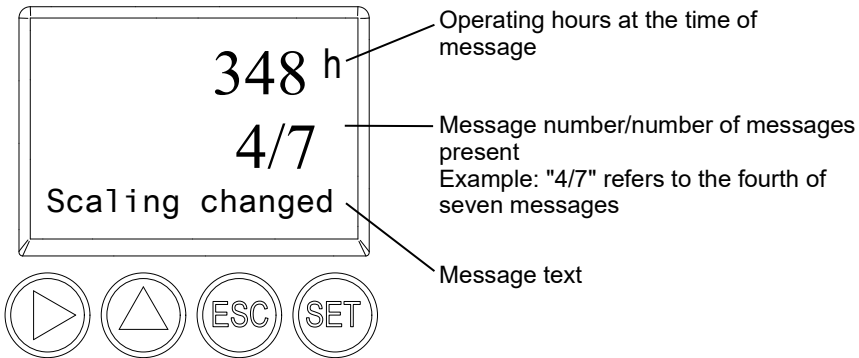 348 h
4/7
Scaling changed
ESC SET
Operating hours at the time of
message
Message number/number of messages
present
Example: "4/7" refers to the fourth of
seven messages
Message text